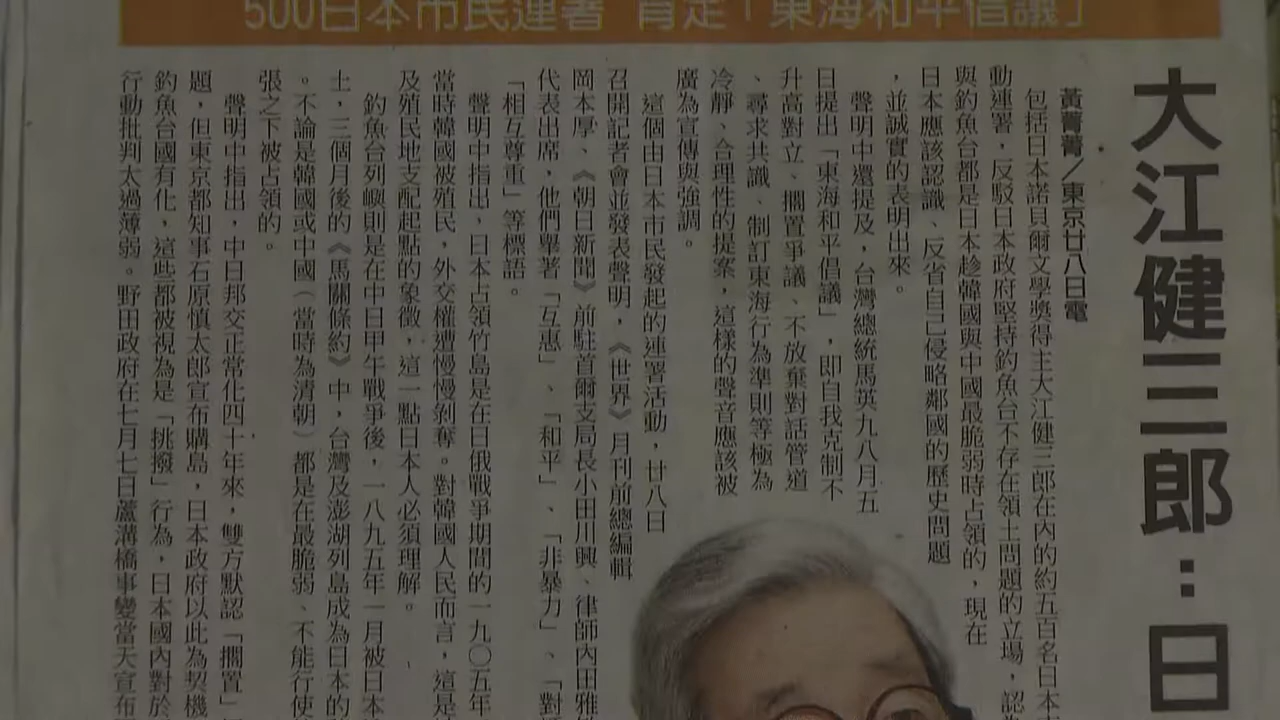 500日本市民連署 肯定「東海和平倡議」
大江健三郎：日
黃菁菁／東京廿八日電
包括日本諾貝爾文學獎得主大江健三郎在內的約五百名日本
動連署，反駁日本政府堅持釣魚台不存在領土問題的立場，認
與釣魚台都是日本趁韓國與中國最脆弱時占領的，現在
日本應該認識、反省自己侵略鄰國的歷史問題
，並誠實的表明出來。
聲明中還提及，台灣總統馬英九八月五
日提出「東海和平倡議」，即自我克制不
升高對立、擱置爭議、不放棄對話管道
、尋求共識、制訂東海行為準則等極為
冷靜、合理性的提案，這樣的聲音應該被
廣為宣傳與強調。
這個由日本市民發起的連署活動，廿八日
召開記者會並發表聲明，《世界》月刊前總編輯
岡本厚、《朝日新聞》前駐首爾支局長小田川興、律師內田雅
代表出席，他們舉著「互惠」、「和平」、「非暴力」、「對
「相互尊重」等標語。
聲明中指出，日本占領竹島是在日俄戰爭期間的一九○五年
當時韓國被殖民，外交權遭慢慢剝奪。對韓國人民而言，這是
及殖民地支配起點的象徵，這一點日本人必須理解。
釣魚台列嶼則是在中日甲午戰爭後，一八九五年一月被日本
土，三個月後的《馬關條約》中，台灣及澎湖列島成為日本的
。不論是韓國或中國（當時為清朝）都是在最脆弱、不能行使
張之下被占領的。
聲明中指出，中日邦交正常化四十年來，雙方默認「擱置」
題，但東京都知事石原慎太郎宣布購島，日本政府以此為契機
釣魚台國有化，這些都被視為是「挑撥」行為，日本國內對於
行動批判太過薄弱。野田政府在七月七日蘆溝橋事變當天宣布